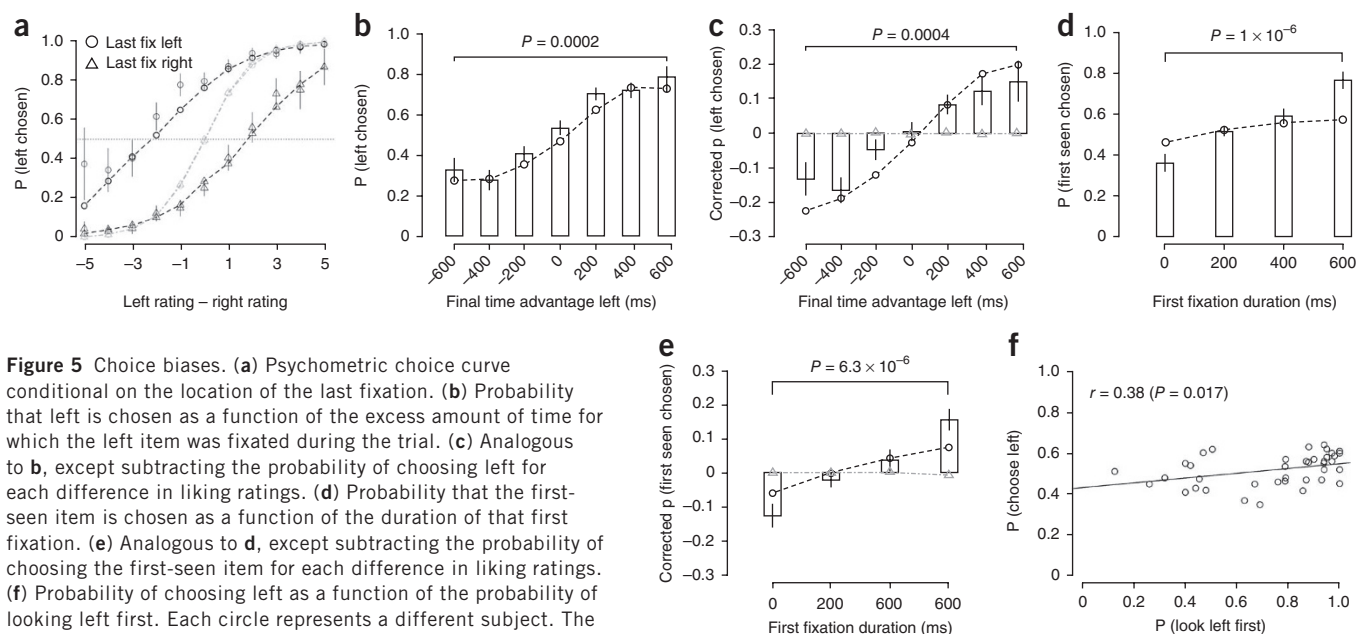 a
Last fix left
Last fix right
P (left chosen)
1.0
0.8
0.6
0.4
0.2
0
–5
–3
–1
1
3
5
Left rating – right rating
b
P = 0.0002
P (left chosen)
1.0
0.8
0.6
0.4
0.2
0
–600
–400
–200
0
200
400
600
Final time advantage left (ms)
c
P = 0.0004
Corrected p (left chosen)
0.3
0.2
0.1
0
–0.1
–0.2
–0.3
–600
–400
–200
0
200
400
600
Final time advantage left (ms)
d
P = 1 × 10⁻⁶
P (first seen chosen)
1.0
0.8
0.6
0.4
0.2
0
0
200
400
600
First fixation duration (ms)
Figure 5 Choice biases. (a) Psychometric choice curve
conditional on the location of the last fixation. (b) Probability
that left is chosen as a function of the excess amount of time for
which the left item was fixated during the trial. (c) Analogous
to b, except subtracting the probability of choosing left for
each difference in liking ratings. (d) Probability that the first-
seen item is chosen as a function of the duration of that first
fixation. (e) Analogous to d, except subtracting the probability of
choosing the first-seen item for each difference in liking ratings.
(f) Probability of choosing left as a function of the probability of
looking left first. Each circle represents a different subject. The
e
P = 6.3 × 10⁻⁶
Corrected p (first seen chosen)
0.3
0.2
0.1
0
–0.1
–0.2
–0.3
0
200
600
600
First fixation duration (ms)
f
r = 0.38 (P = 0.017)
P (choose left)
1.0
0.8
0.6
0.4
0.2
0
0
0.2
0.4
0.6
0.8
1.0
P (look left first)